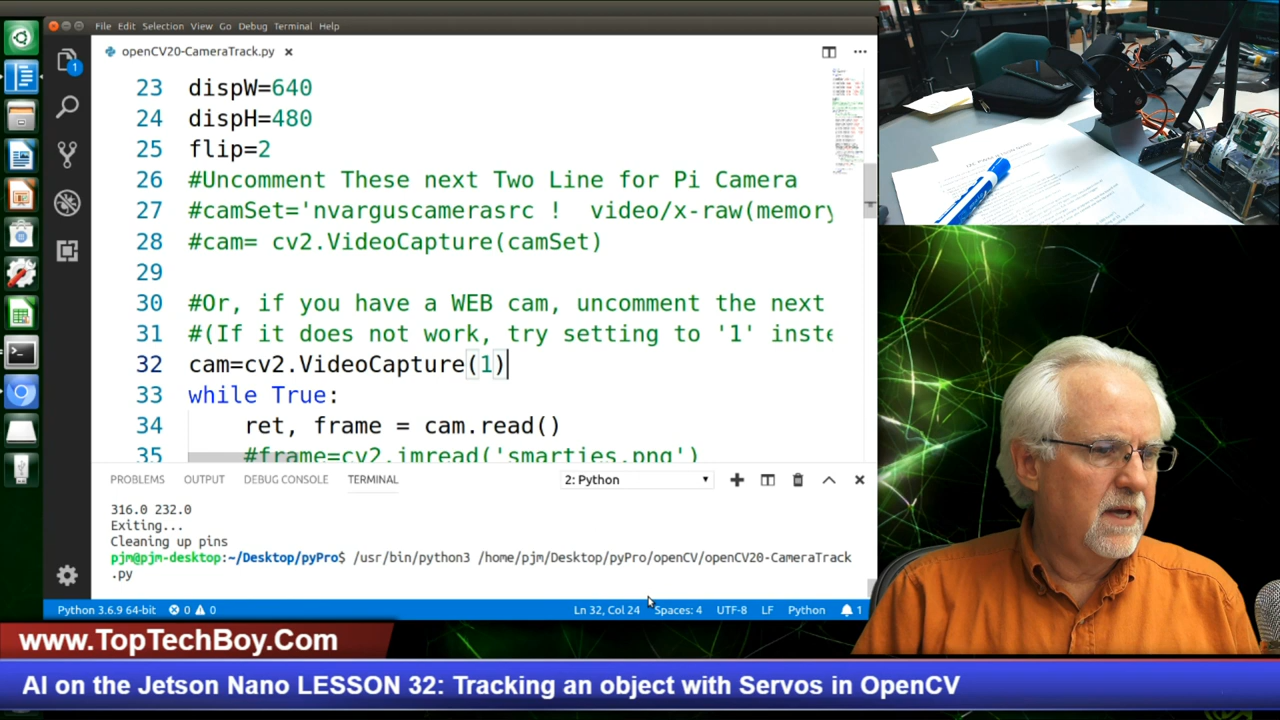 File Edit Selection View Go Debug Terminal Help
openCV20-CameraTrack.py
23 dispW=640
24 dispH=480
25 flip=2
26 #Uncomment These next Two Line for Pi Camera
27 #camSet='nvarguscamerasrc ! video/x-raw(memory
28 #cam= cv2.VideoCapture(camSet)
29
30 #Or, if you have a WEB cam, uncomment the next
31 #(If it does not work, try setting to '1' inste
32 cam=cv2.VideoCapture(1)
33 while True:
34 ret, frame = cam.read()
35 #frame=cv2.imread('smarties.png')
PROBLEMS OUTPUT DEBUG CONSOLE TERMINAL 2: Python
316.0 232.0
Exiting...
Cleaning up pins
pjm@pjm-desktop:~/Desktop/pyPro$ /usr/bin/python3 /home/pjm/Desktop/pyPro/openCV/openCV20-CameraTrack
.py
Python 3.6.9 64-bit 0 0 Ln 32, Col 24 Spaces: 4 UTF-8 LF Python 1
www.TopTechBoy.Com
AI on the Jetson Nano LESSON 32: Tracking an object with Servos in OpenCV